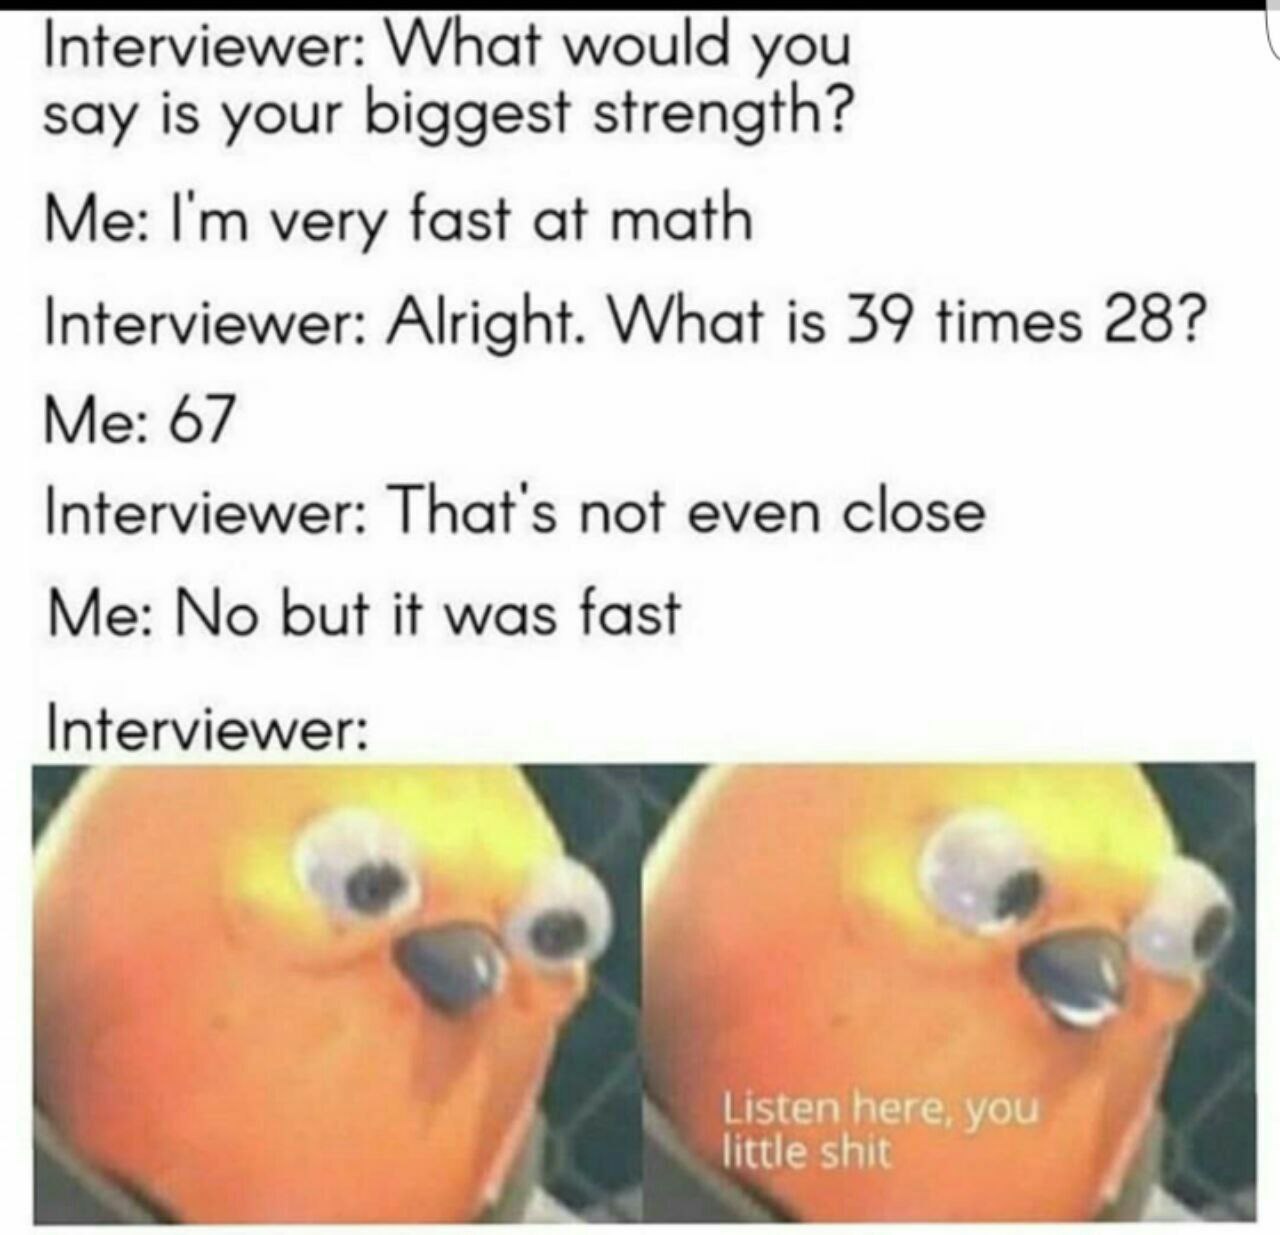 Interviewer: What would you
say is your biggest strength?
Me: I'm very fast at math
Interviewer: Alright. What is 39 times 28?
Me: 67
Interviewer: That's not even close
Me: No but it was fast
Interviewer:
Listen here, you
little shit